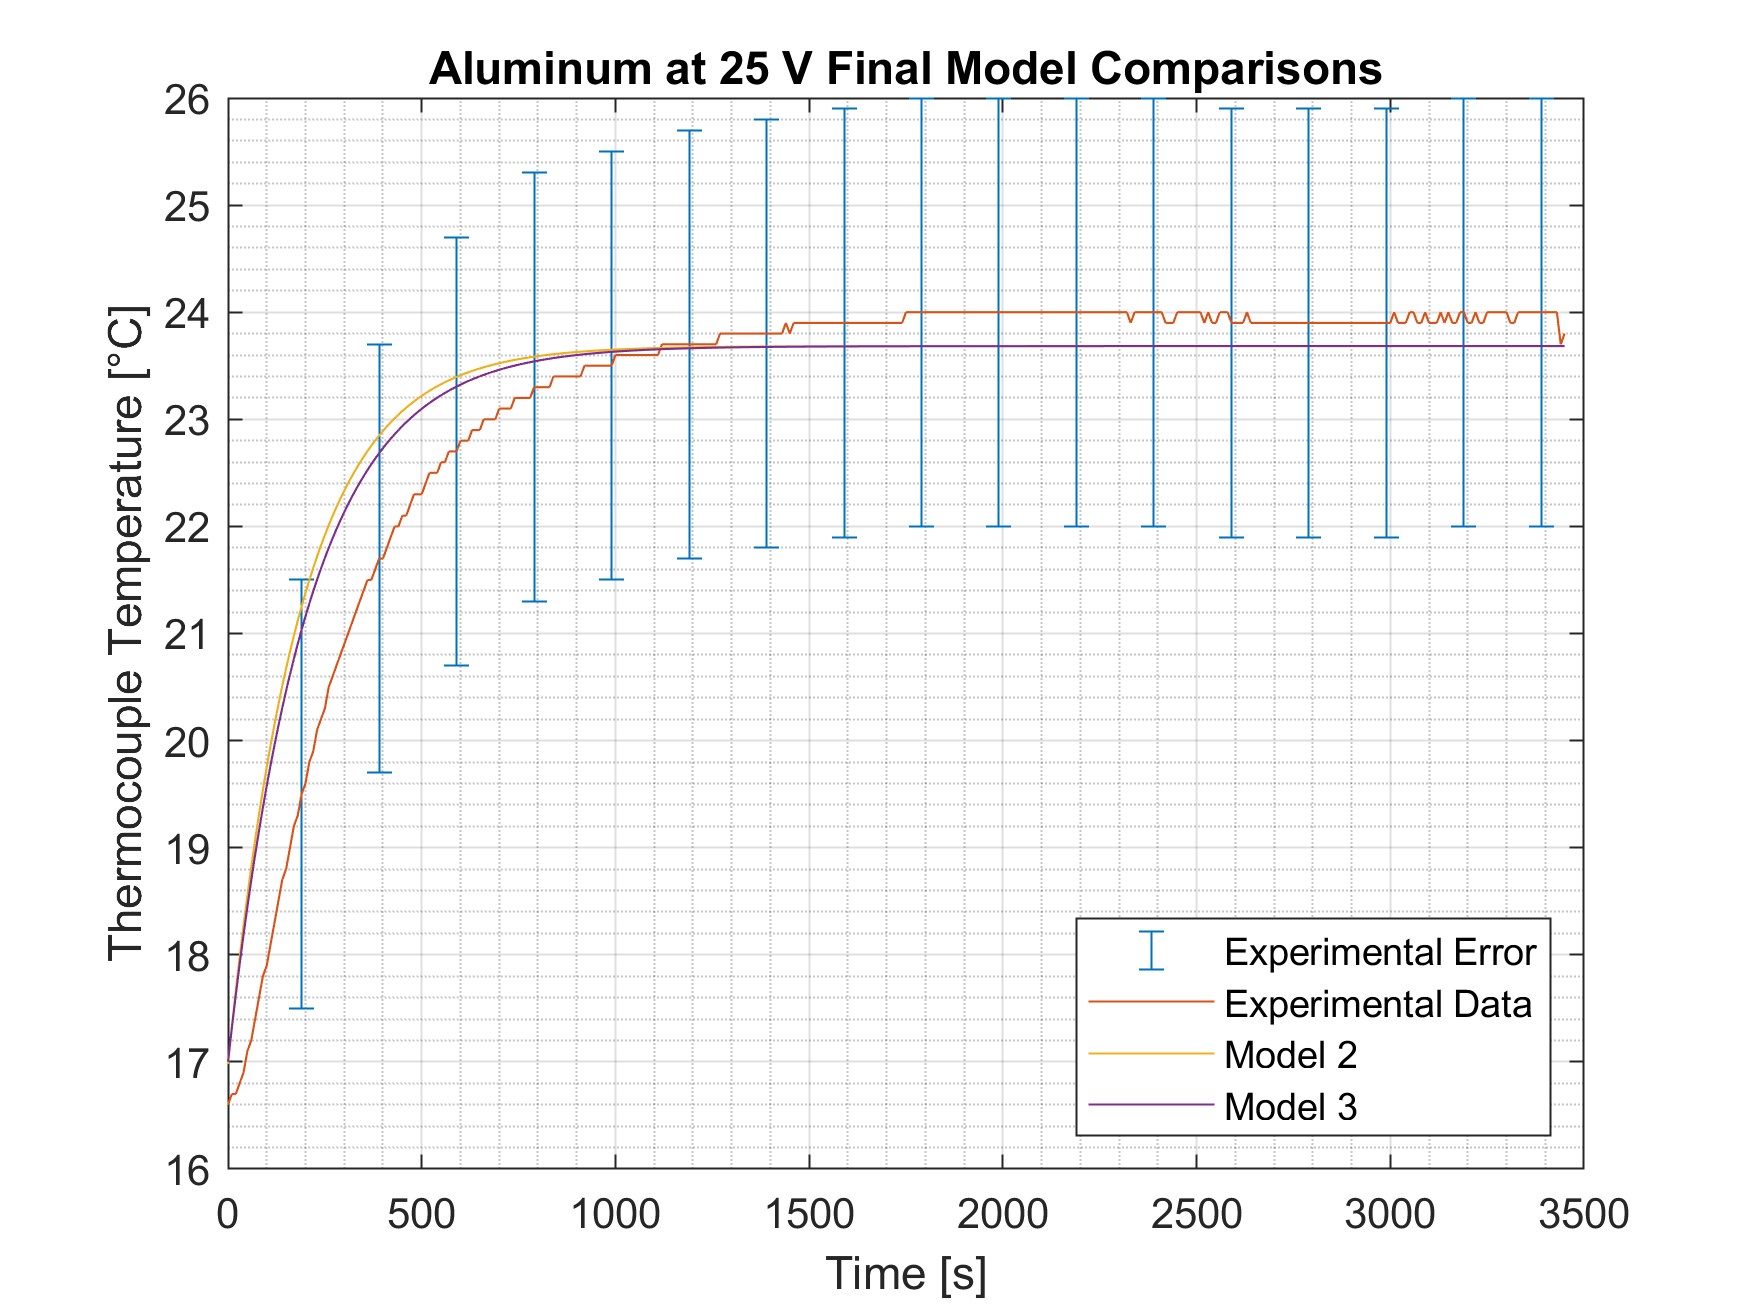 Aluminum at 25 V Final Model Comparisons
Thermocouple Temperature [°C]
26
25
24
23
22
21
20
19
18
17
16
0 500 1000 1500 2000 2500 3000 3500
Time [s]
Experimental Error
Experimental Data
Model 2
Model 3